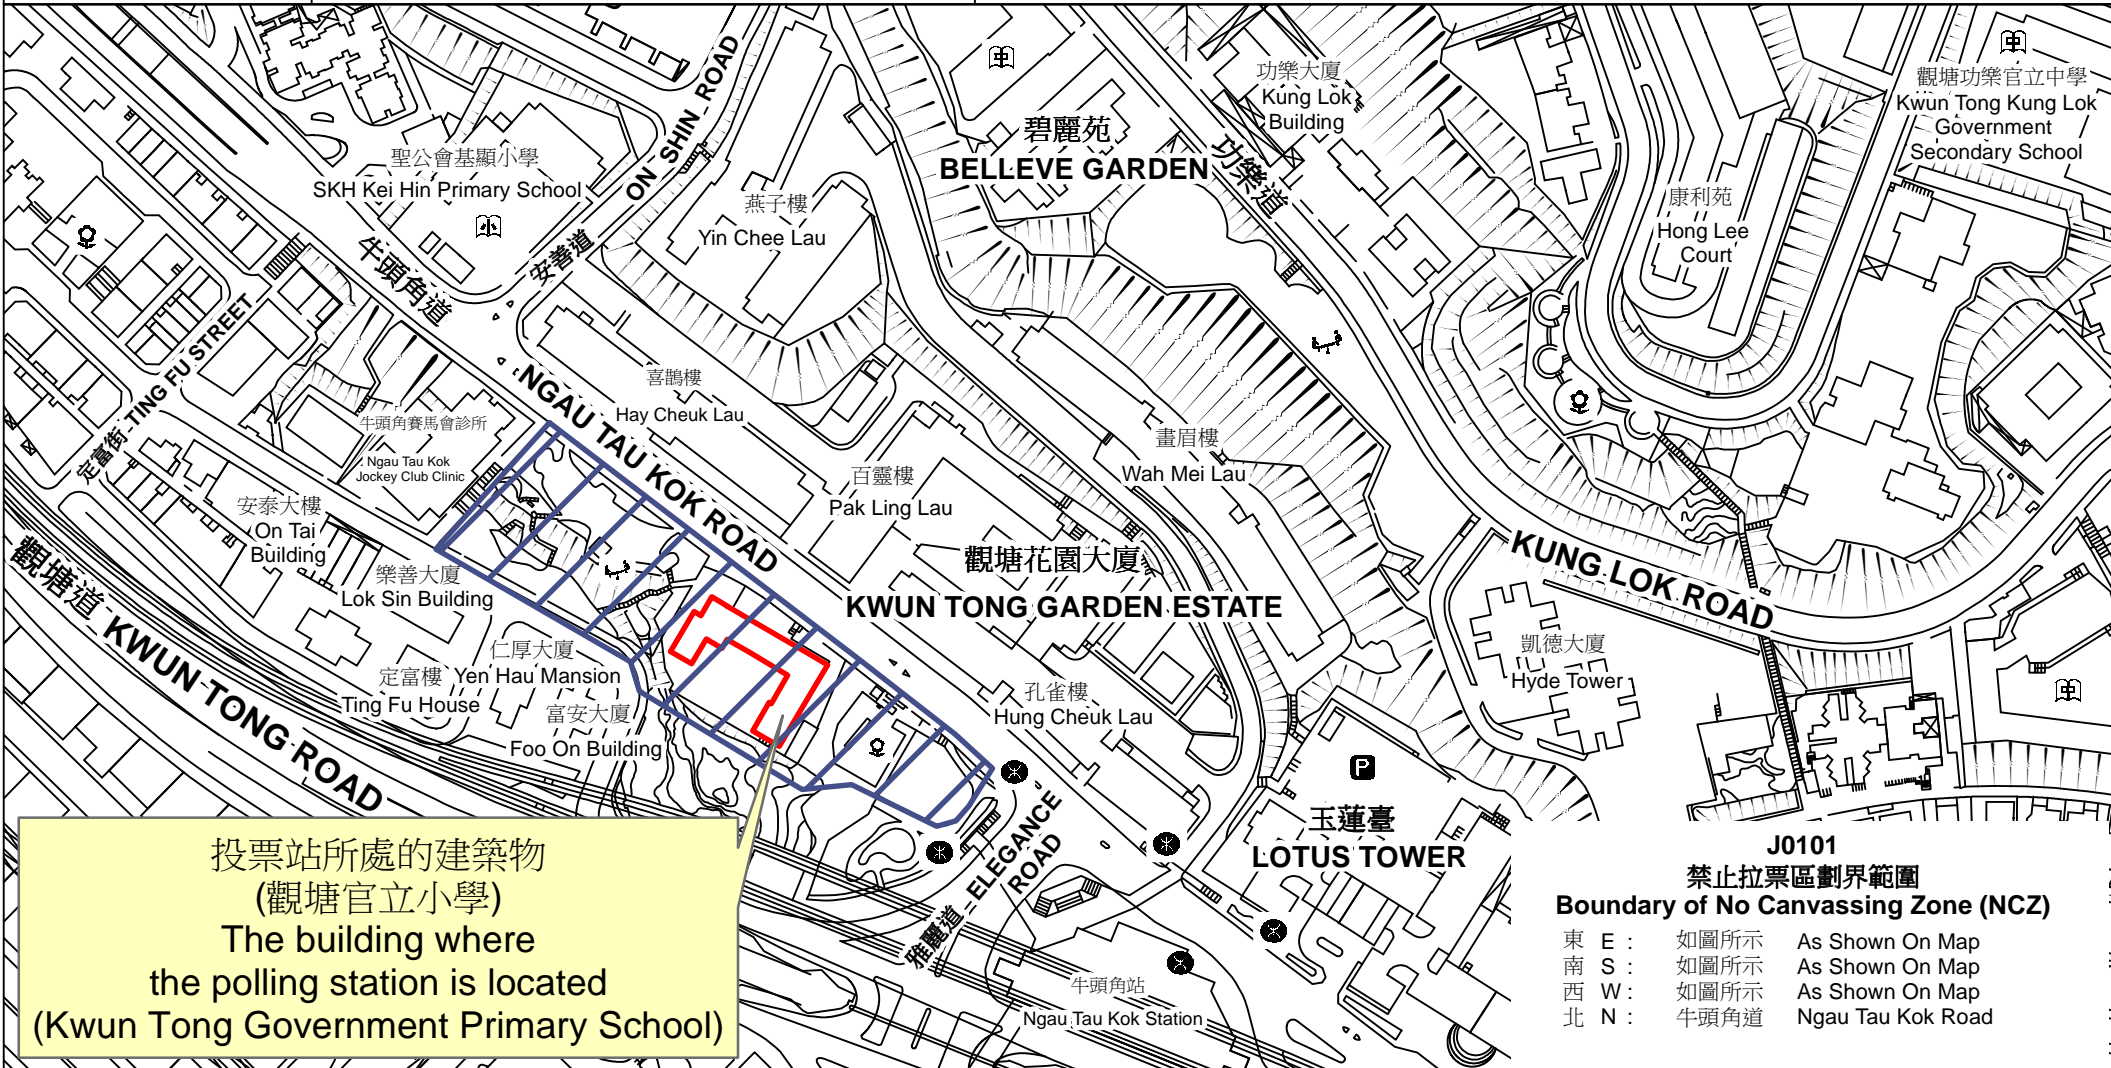 功樂大廈
Kung Lok
Building
觀塘功樂官立中學
Kwun Tong Kung Lok
Government
Secondary School
碧麗苑
BELLEVE GARDEN
功樂道
ON SHIN ROAD
安善道
聖公會基顯小學
SKH Kei Hin Primary School
燕子樓
Yin Chee Lau
康利苑
Hong Lee
Court
牛頭角道
NGAU TAU KOK ROAD
定富街 TING FU STREET
喜鵲樓
Hay Cheuk Lau
牛頭角賽馬會診所
Ngau Tau Kok
Jockey Club Clinic
畫眉樓
Wah Mei Lau
百靈樓
Pak Ling Lau
安泰大樓
On Tai
Building
觀塘花園大廈
KWUN TONG GARDEN ESTATE
KUNG LOK ROAD
樂善大廈
Lok Sin Building
觀塘道 KWUN TONG ROAD
仁厚大廈
Yen Hau Mansion
定富樓
Ting Fu House
富安大廈
Foo On Building
凱德大廈
Hyde Tower
孔雀樓
Hung Cheuk Lau
P
玉蓮臺
LOTUS TOWER
雅麗道 ELEGANCE
ROAD
牛頭角站
Ngau Tau Kok Station
投票站所處的建築物
(觀塘官立小學)
The building where
the polling station is located
(Kwun Tong Government Primary School)
J0101
禁止拉票區劃界範圍
Boundary of No Canvassing Zone (NCZ)
東 E : 如圖所示 As Shown On Map
南 S : 如圖所示 As Shown On Map
西 W : 如圖所示 As Shown On Map
北 N : 牛頭角道 Ngau Tau Kok Road